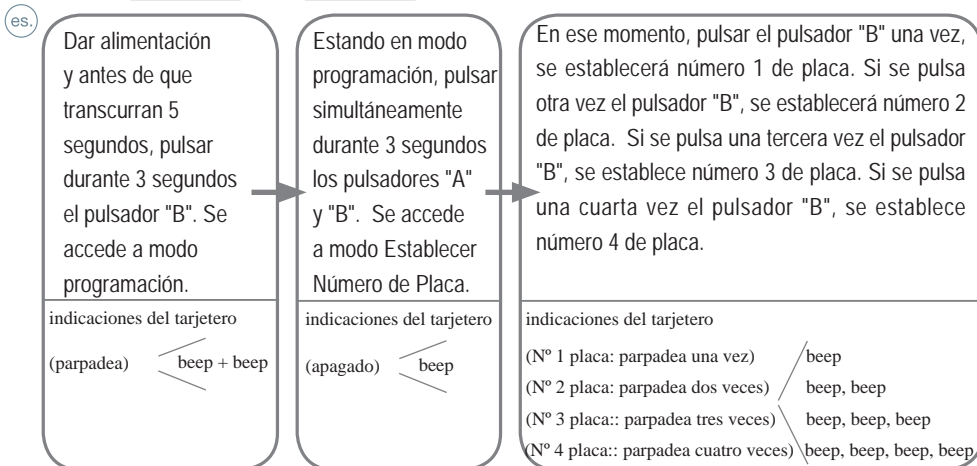 es.
Dar alimentación
y antes de que
transcurran 5
segundos, pulsar
durante 3 segundos
el pulsador "B". Se
accede a modo
programación.
indicaciones del tarjetero
(parpadea) beep + beep
Estando en modo
programación, pulsar
simultáneamente
durante 3 segundos
los pulsadores "A"
y "B". Se accede
a modo Establecer
Número de Placa.
indicaciones del tarjetero
(apagado) beep
En ese momento, pulsar el pulsador "B" una vez,
se establecerá número 1 de placa. Si se pulsa
otra vez el pulsador "B", se establecerá número 2
de placa. Si se pulsa una tercera vez el pulsador
"B", se establece número 3 de placa. Si se pulsa
una cuarta vez el pulsador "B", se establece
número 4 de placa.
indicaciones del tarjetero
(Nº 1 placa: parpadea una vez) beep
(Nº 2 placa: parpadea dos veces) beep, beep
(Nº 3 placa:: parpadea tres veces) beep, beep, beep
(Nº 4 placa:: parpadea cuatro veces) beep, beep, beep, beep